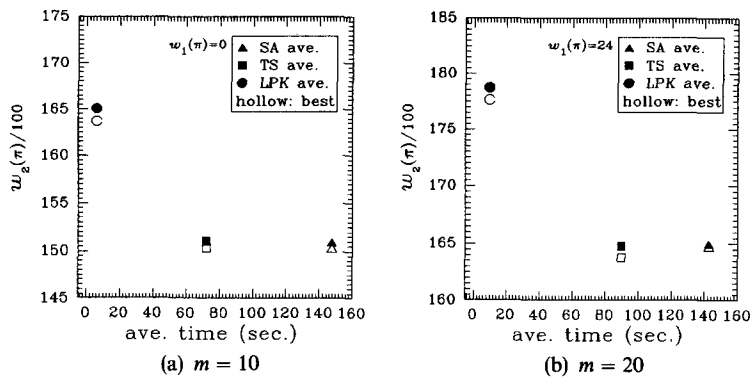 175
170
165
160
155
150
145
w₂(π)/100
w₁(π)=0
SA ave.
TS ave.
LPK ave.
hollow: best
0 20 40 60 80 100 120 140 160
ave. time (sec.)
(a) m = 10
185
180
175
170
165
160
w₂(π)/100
w₁(π)=24
SA ave.
TS ave.
LPK ave.
hollow: best
0 20 40 60 80 100 120 140 160
ave. time (sec.)
(b) m = 20